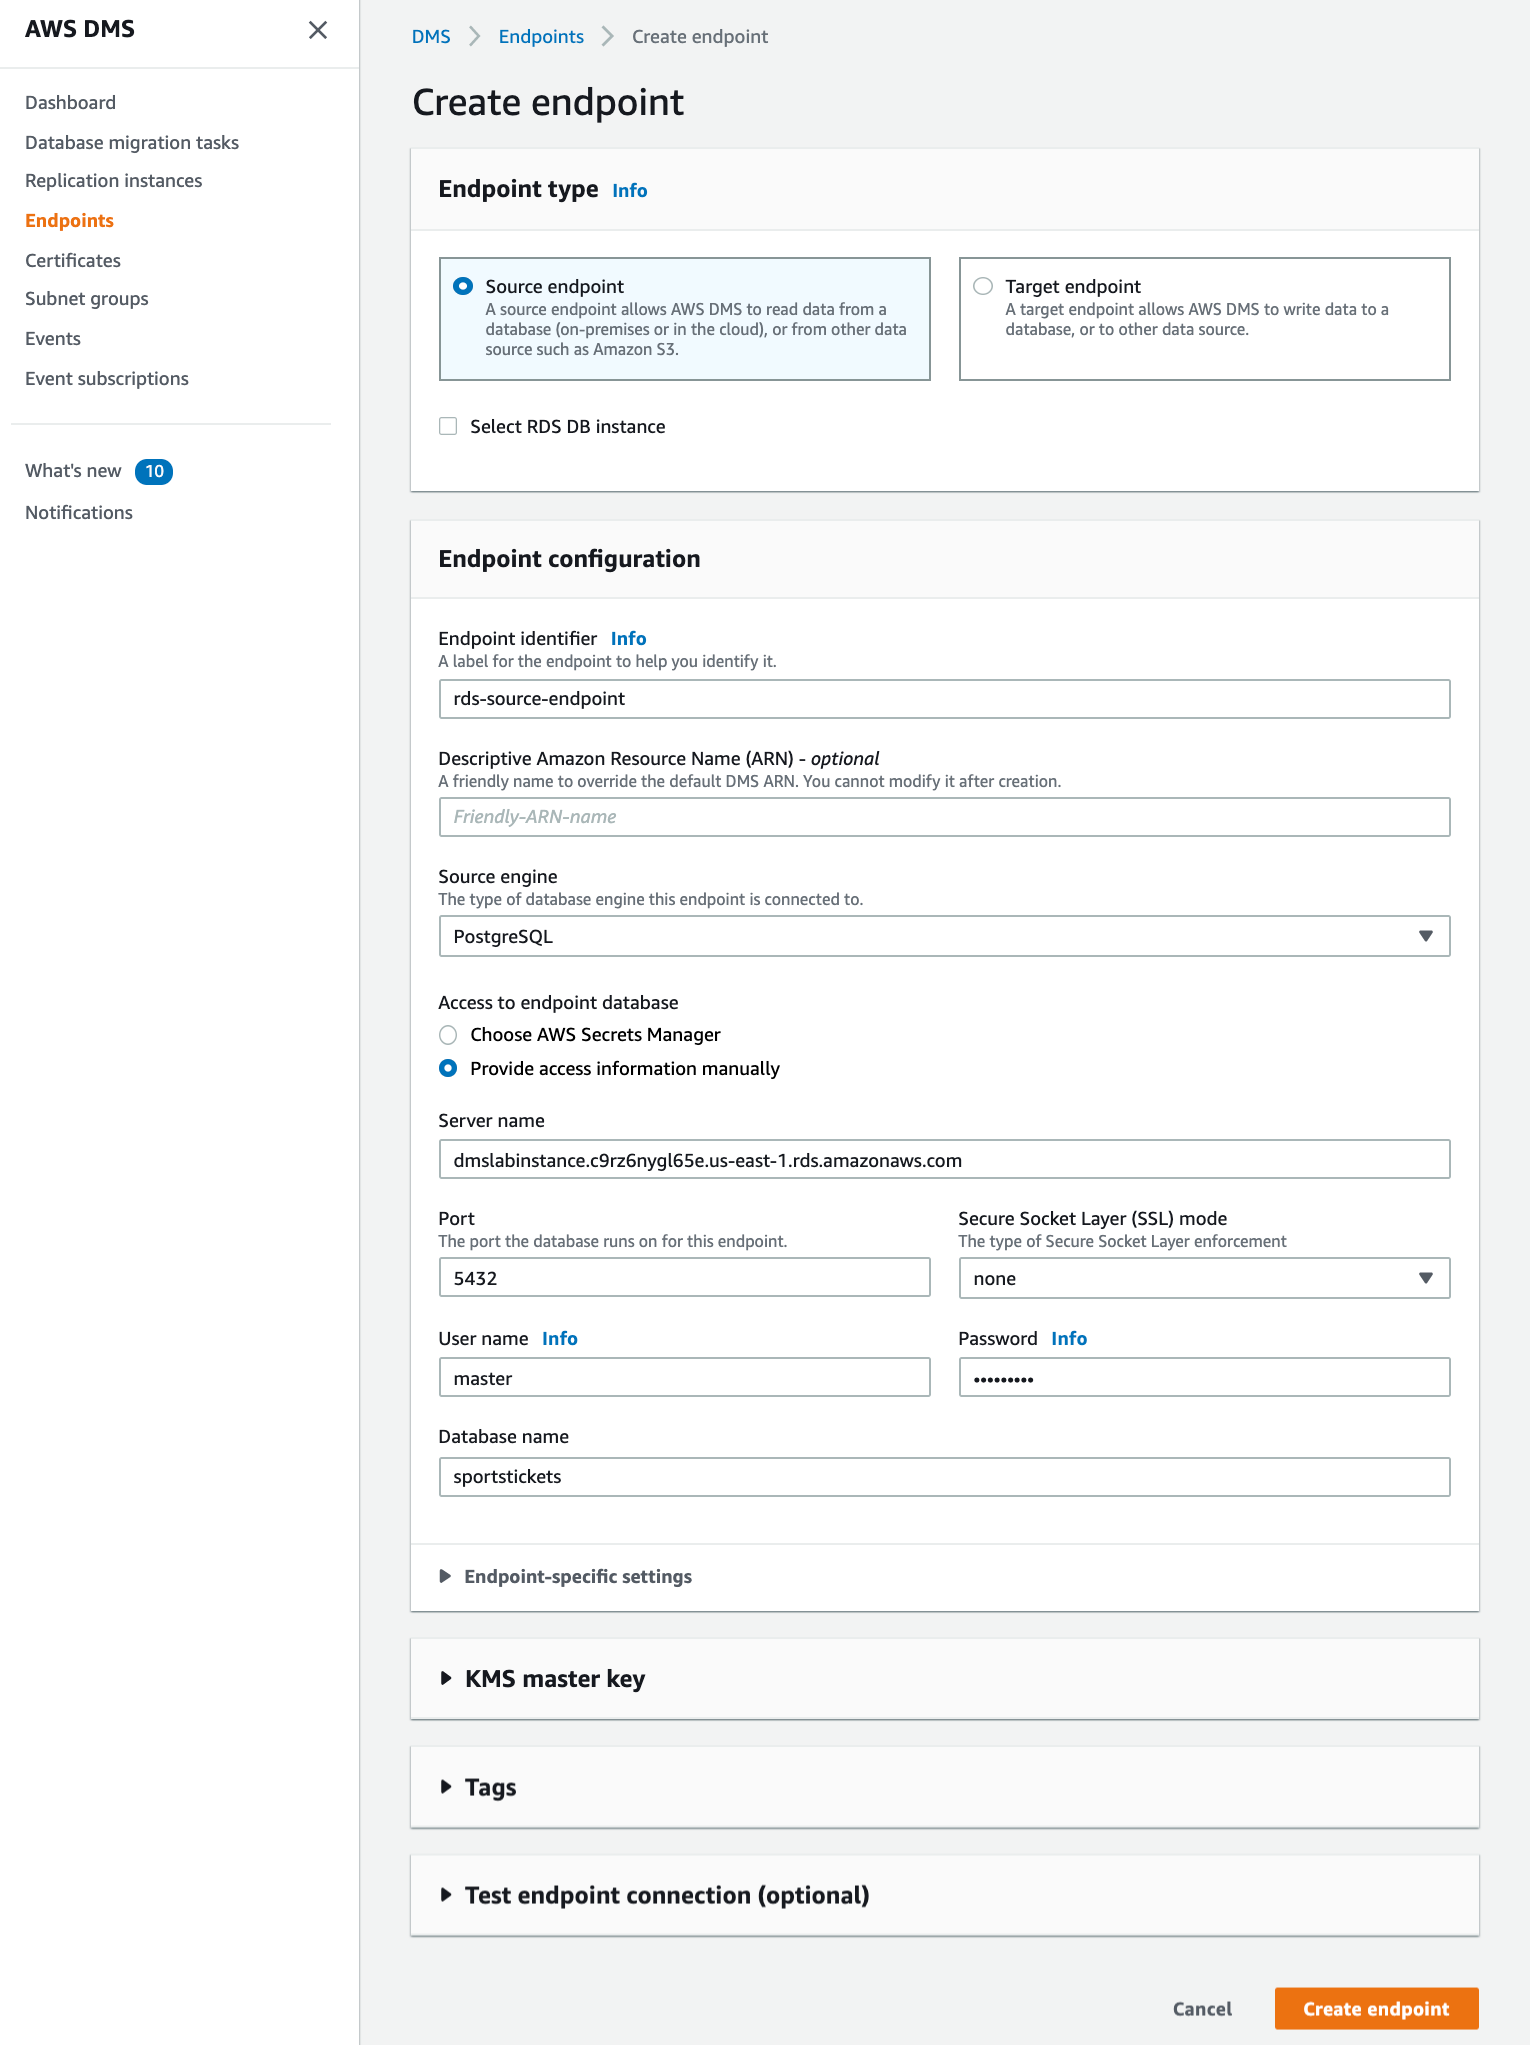 AWS DMS
Dashboard
Database migration tasks
Replication instances
Endpoints
Certificates
Subnet groups
Events
Event subscriptions
What's new 10
Notifications
DMS Endpoints Create endpoint
Create endpoint
Endpoint type Info
Source endpoint
A source endpoint allows AWS DMS to read data from a
database (on-premises or in the cloud), or from other data
source such as Amazon S3.
Target endpoint
A target endpoint allows AWS DMS to write data to a
database, or to other data source.
Select RDS DB instance
Endpoint configuration
Endpoint identifier Info
A label for the endpoint to help you identify it.
rds-source-endpoint
Descriptive Amazon Resource Name (ARN) - optional
A friendly name to override the default DMS ARN. You cannot modify it after creation.
Friendly-ARN-name
Source engine
The type of database engine this endpoint is connected to.
PostgreSQL
Access to endpoint database
Choose AWS Secrets Manager
Provide access information manually
Server name
dmslabinstance.c9rz6nygl65e.us-east-1.rds.amazonaws.com
Port
The port the database runs on for this endpoint.
5432
Secure Socket Layer (SSL) mode
The type of Secure Socket Layer enforcement
none
User name Info
master
Password Info
•••••••••
Database name
sportstickets
Endpoint-specific settings
KMS master key
Tags
Test endpoint connection (optional)
Cancel Create endpoint